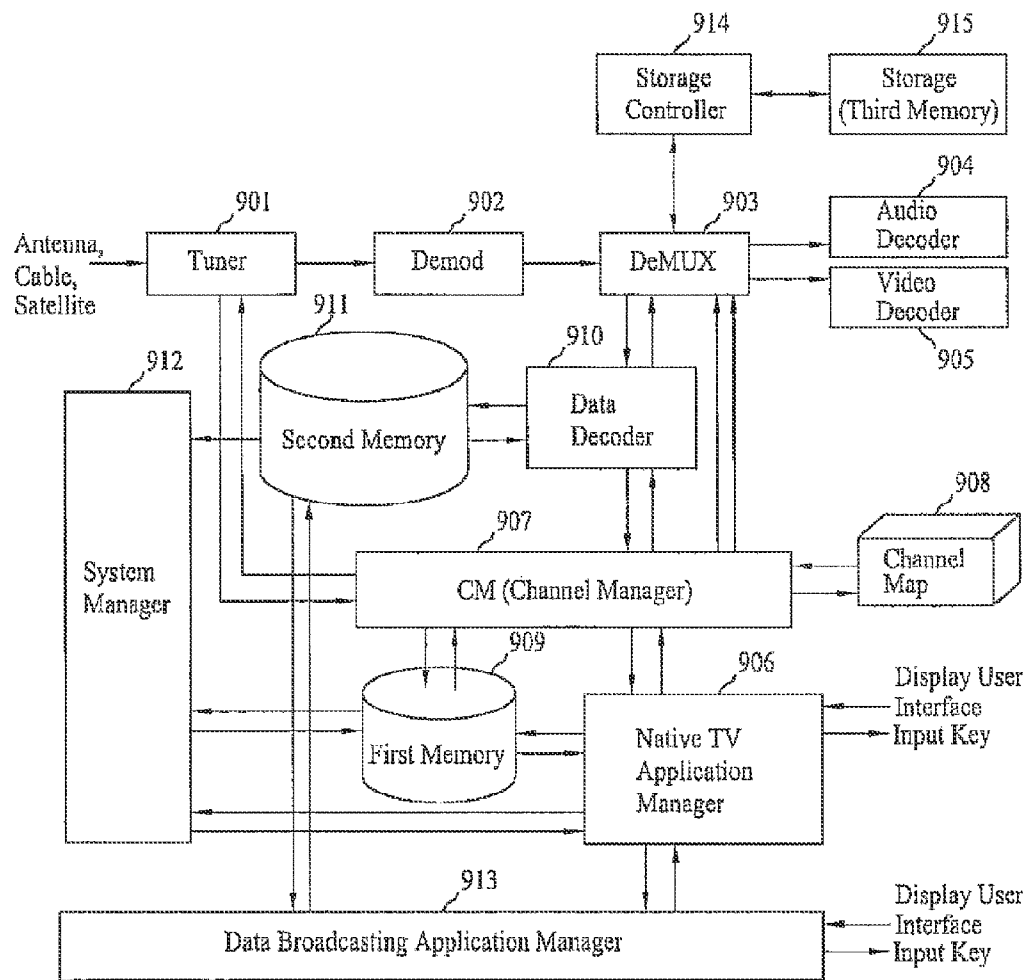 914
915
Storage
Controller
Storage
(Third Memory)
901
902
903
904
Antenna,
Cable,
Satellite
Tuner
Demod
DeMUX
Audio
Decoder
Video
Decoder
905
911
910
912
Second Memory
Data
Decoder
908
907
System
Manager
CM (Channel Manager)
Channel
Map
909
906
First Memory
Native TV
Application
Manager
Display User
Interface
Input Key
913
Data Broadcasting Application Manager
Display User
Interface
Input Key